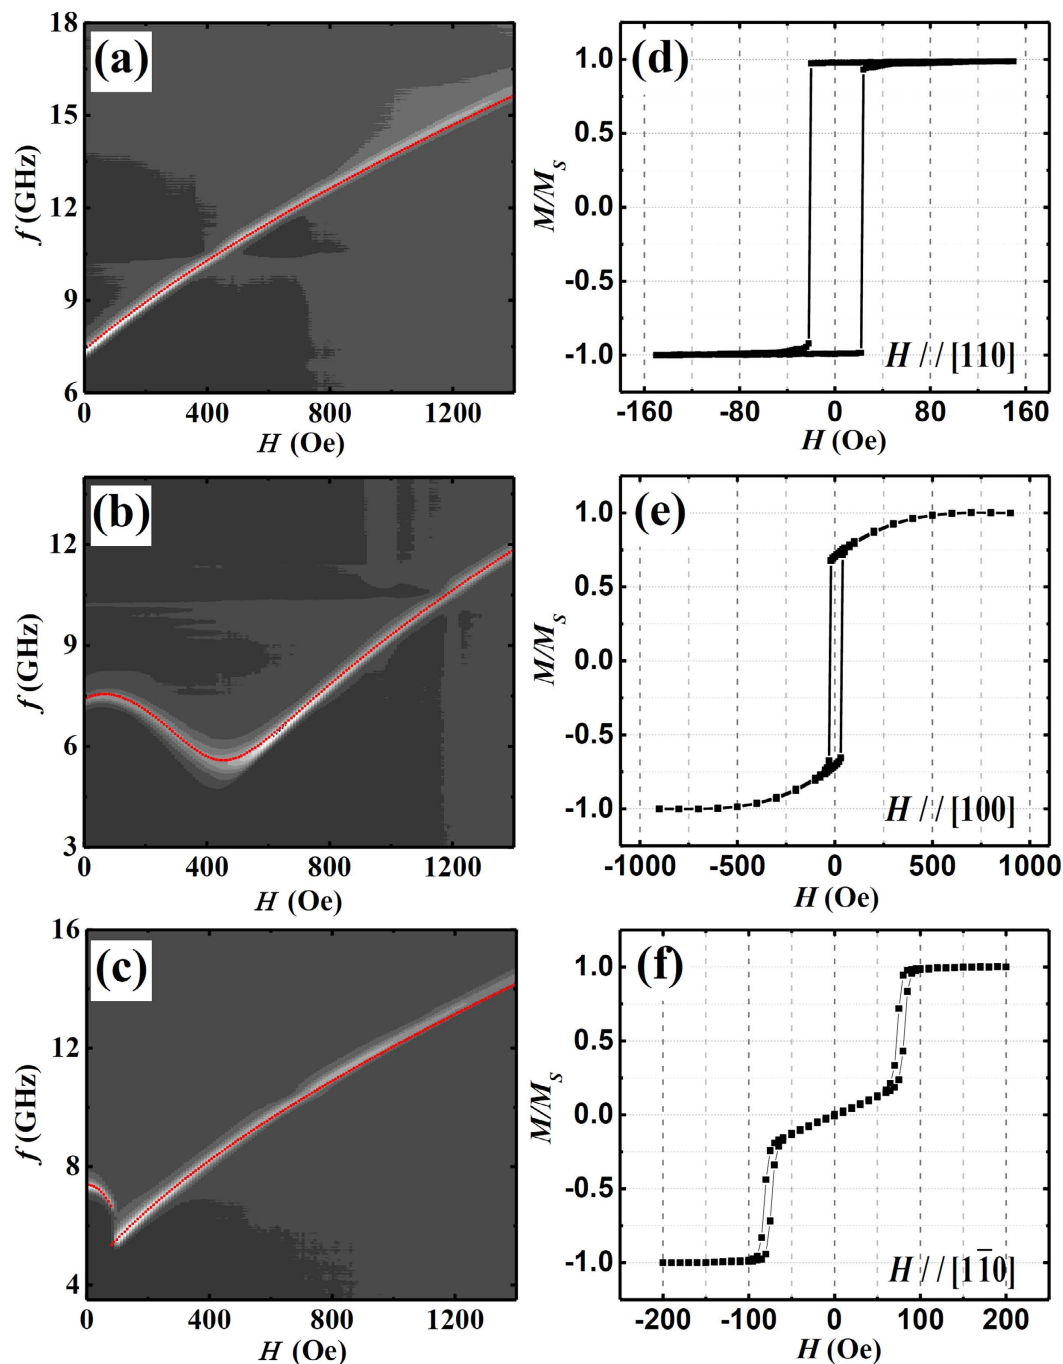 (a)
18
15
12
9
6
f (GHz)
0 400 800 1200
H (Oe)
(d)
1.0
0.5
0.0
-0.5
-1.0
M/M_S
H // [110]
-160 -80 0 80 160
H (Oe)
(b)
12
9
6
3
f (GHz)
0 400 800 1200
H (Oe)
(e)
1.0
0.5
0.0
-0.5
-1.0
M/M_S
H // [100]
-1000 -500 0 500 1000
H (Oe)
(c)
16
12
8
4
f (GHz)
0 400 800 1200
H (Oe)
(f)
1.0
0.5
0.0
-0.5
-1.0
M/M_S
H // [11̅0]
-200 -100 0 100 200
H (Oe)